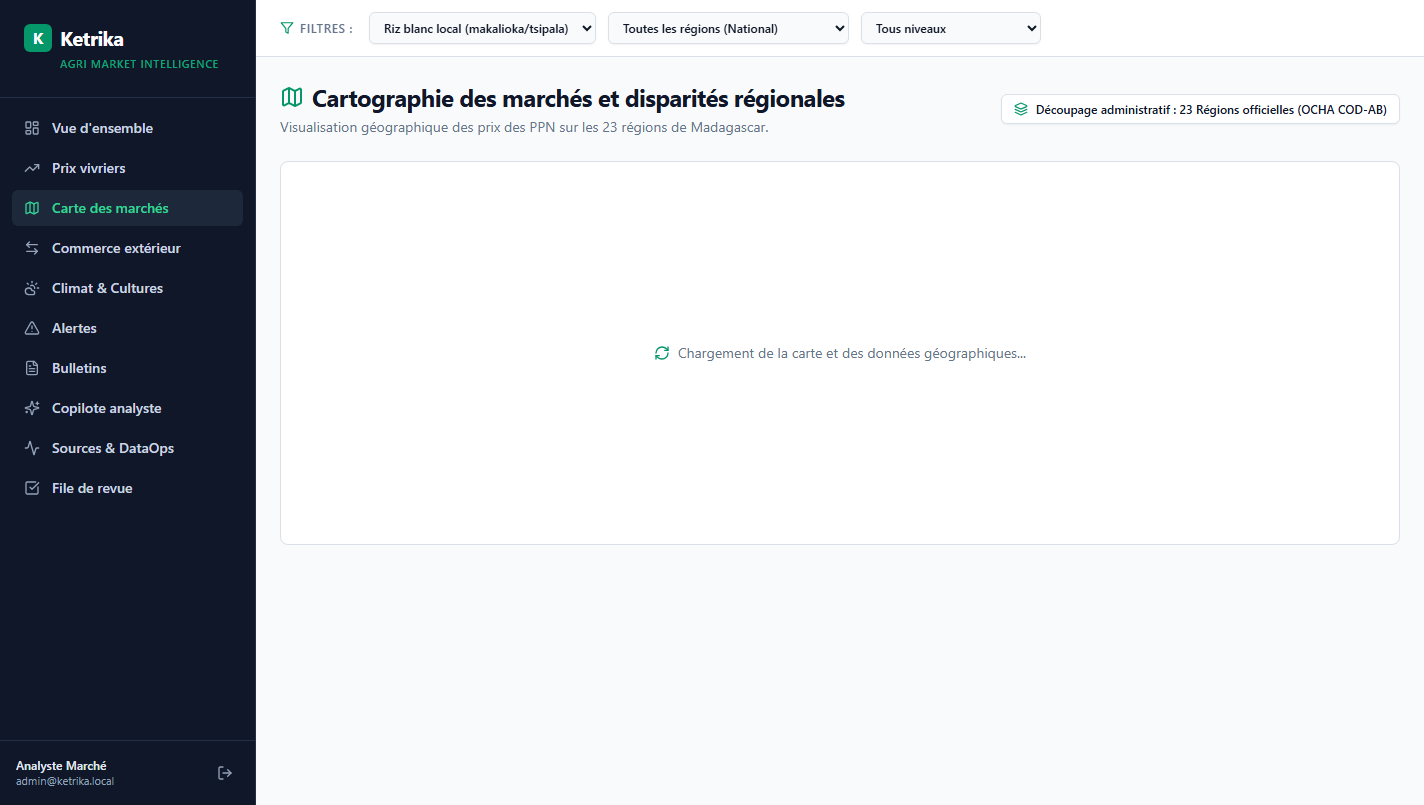 K
Ketrika
AGRI MARKET INTELLIGENCE
Vue d'ensemble
Prix vivriers
Carte des marchés
Commerce extérieur
Climat & Cultures
Alertes
Bulletins
Copilote analyste
Sources & DataOps
File de revue
Analyste Marché
admin@ketrika.local
FILTRES :
Riz blanc local (makalioka/tsipala)
Toutes les régions (National)
Tous niveaux
Cartographie des marchés et disparités régionales
Visualisation géographique des prix des PPN sur les 23 régions de Madagascar.
Découpage administratif : 23 Régions officielles (OCHA COD-AB)
Chargement de la carte et des données géographiques...